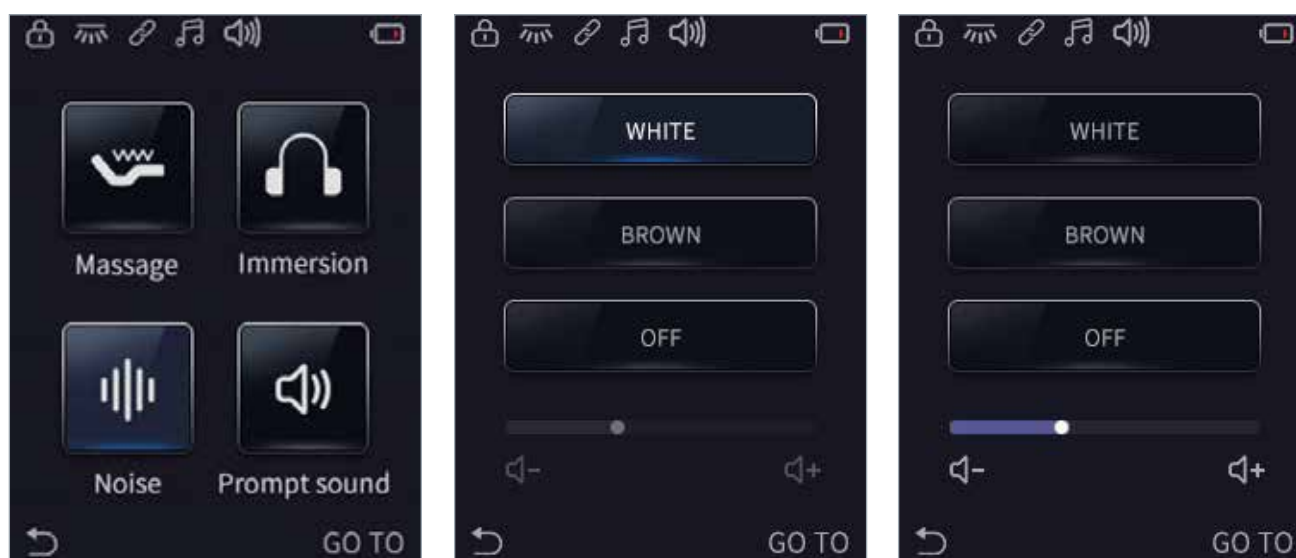 Massage Immersion
Noise Prompt sound
GO TO
WHITE
BROWN
OFF
GO TO
WHITE
BROWN
OFF
GO TO